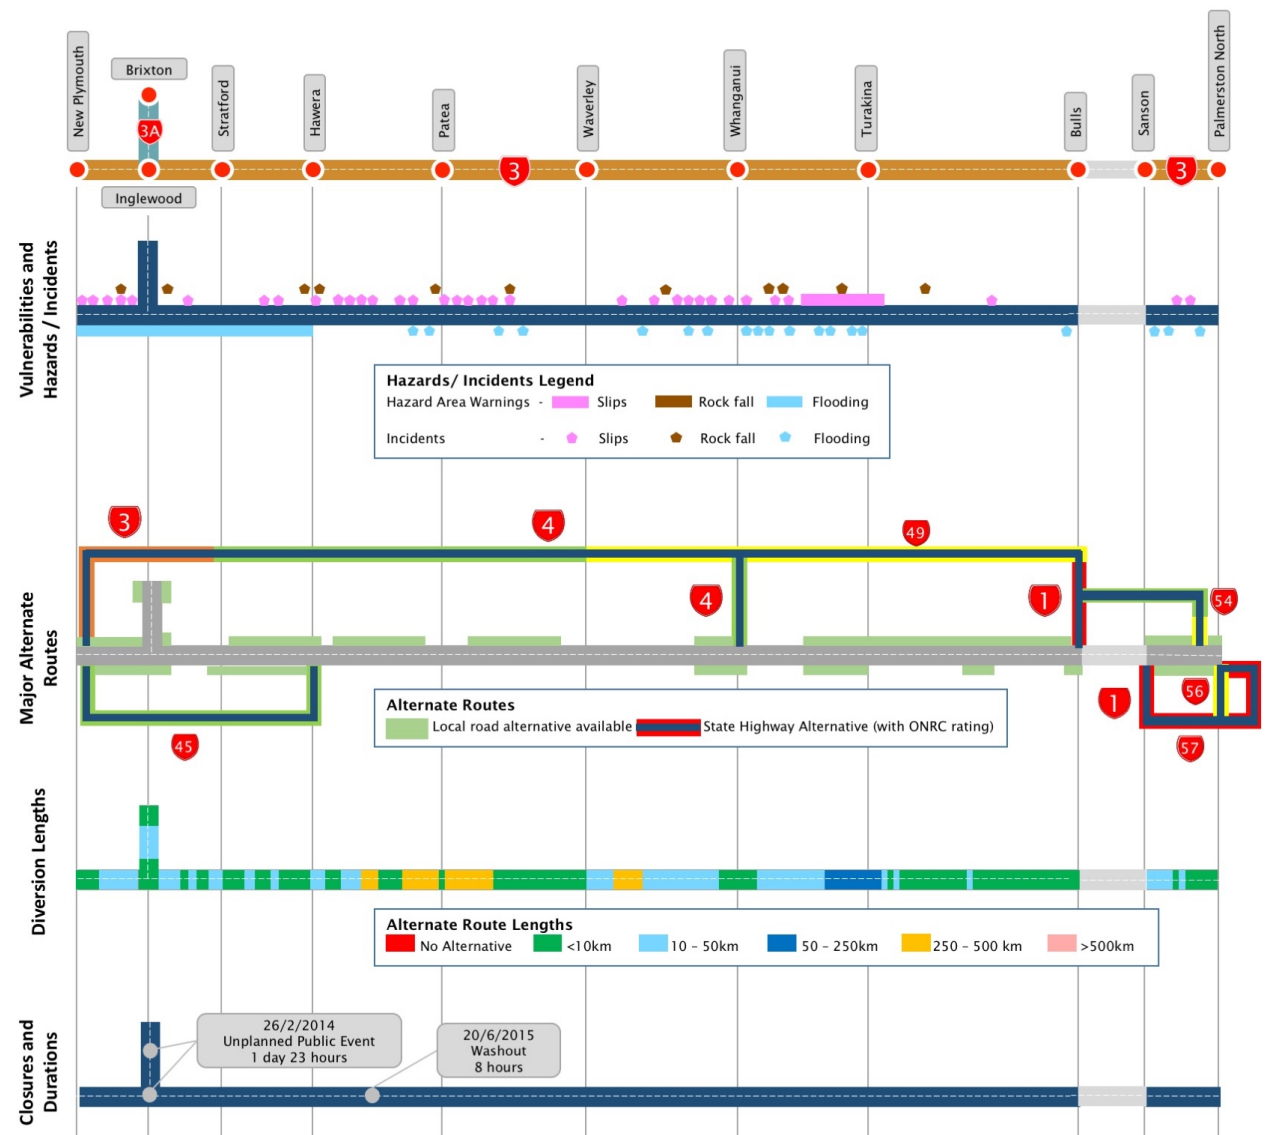 New Plymouth
Brixton
Stratford
Hawera
Patea
Waverley
Whanganui
Turakina
Bulls
Sanson
Palmerston North
3A
3
3
Inglewood
Vulnerabilities and
Hazards / Incidents
Hazards/ Incidents Legend
Hazard Area Warnings - Slips Rock fall Flooding
Incidents - Slips Rock fall Flooding
Major Alternate
Routes
3
4
49
4
1
54
Alternate Routes
Local road alternative available State Highway Alternative (with ONRC rating)
1
56
45
57
Diversion Lengths
Alternate Route Lengths
No Alternative <10km 10 – 50km 50 – 250km 250 – 500 km >500km
Closures and
Durations
26/2/2014
Unplanned Public Event
1 day 23 hours
20/6/2015
Washout
8 hours